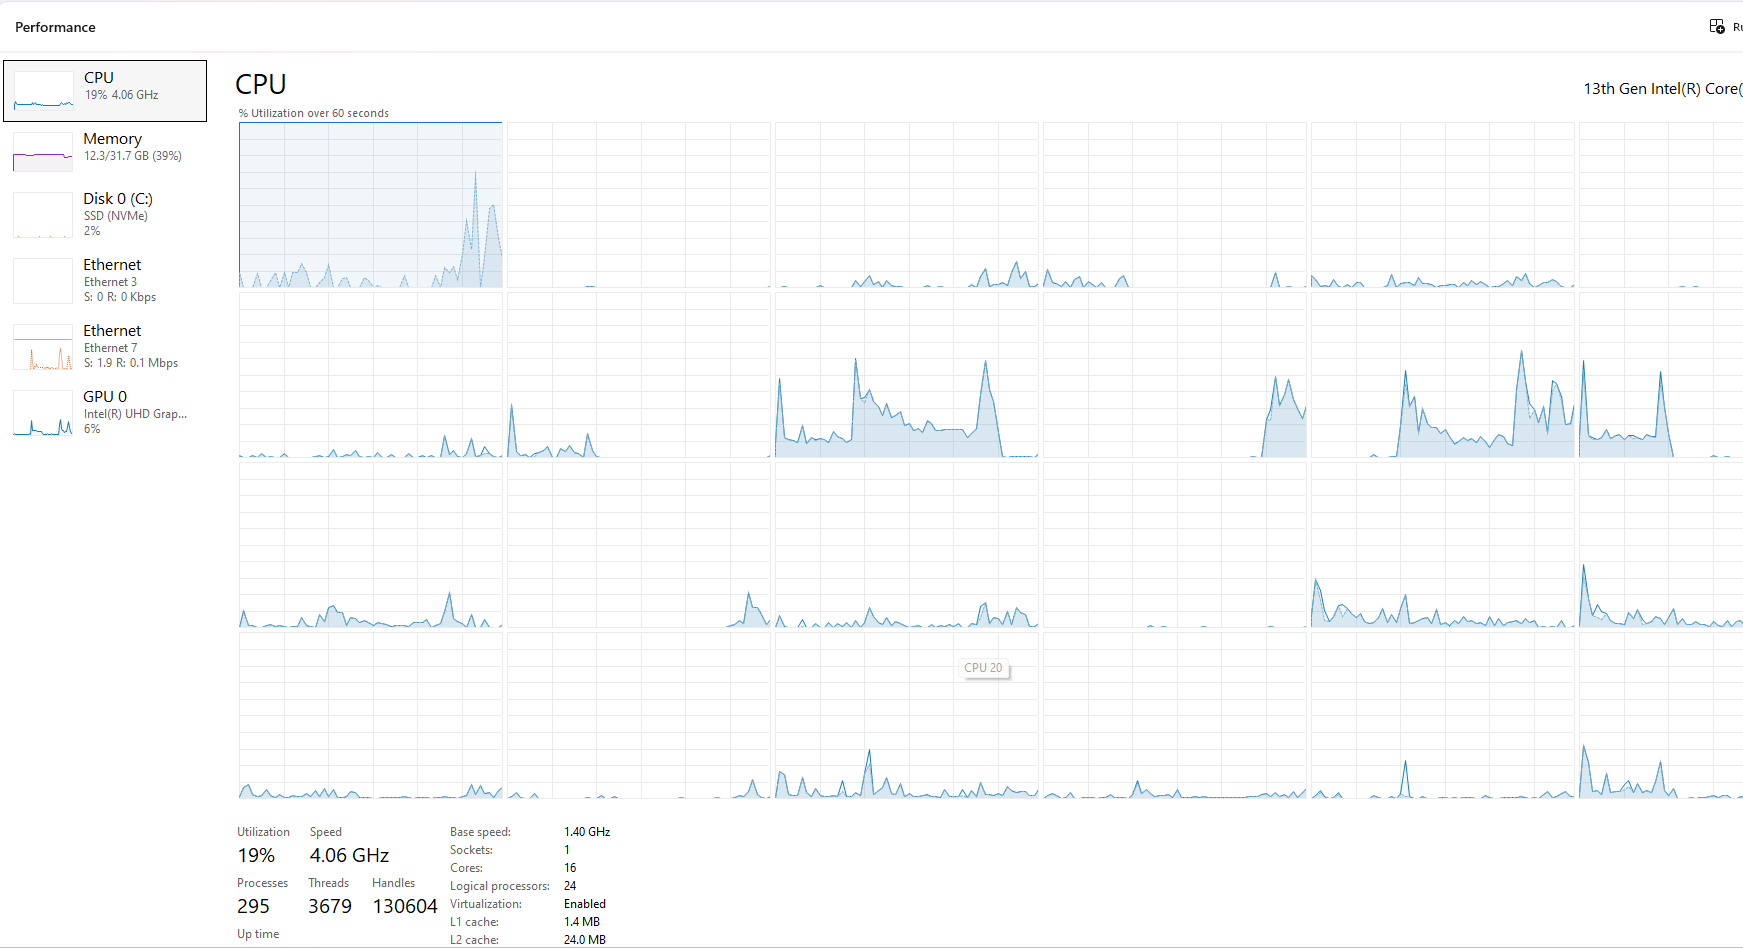 Performance
CPU
19% 4.06 GHz
Memory
12.3/31.7 GB (39%)
Disk 0 (C:)
SSD (NVMe)
2%
Ethernet
Ethernet 3
S: 0 R: 0 Kbps
Ethernet
Ethernet 7
S: 1.9 R: 0.1 Mbps
GPU 0
Intel(R) UHD Grap...
6%
CPU
13th Gen Intel(R) Core(
% Utilization over 60 seconds
CPU 20
Utilization Speed
19% 4.06 GHz
Processes Threads Handles
295 3679 130604
Up time
Base speed: 1.40 GHz
Sockets: 1
Cores: 16
Logical processors: 24
Virtualization: Enabled
L1 cache: 1.4 MB
L2 cache: 24.0 MB